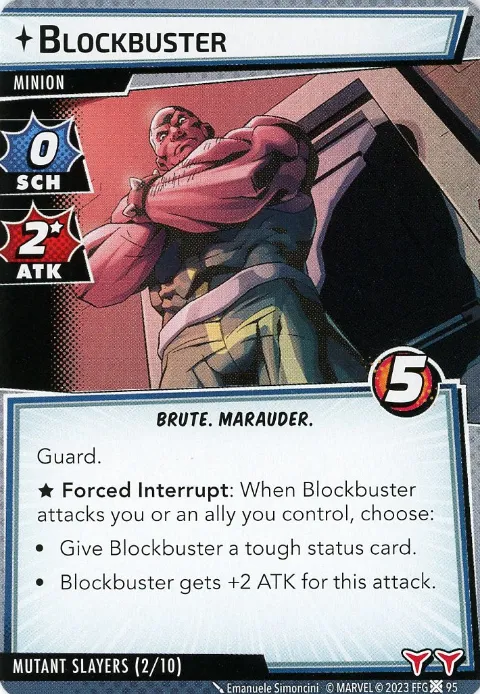 BLOCKBUSTER
MINION
0
SCH
2
ATK
5
BRUTE. MARAUDER.
Guard.
★ Forced Interrupt: When Blockbuster
attacks you or an ally you control, choose:
• Give Blockbuster a tough status card.
• Blockbuster gets +2 ATK for this attack.
MUTANT SLAYERS (2/10)
Emanuele Simoncini © MARVEL © 2023 FFG 95